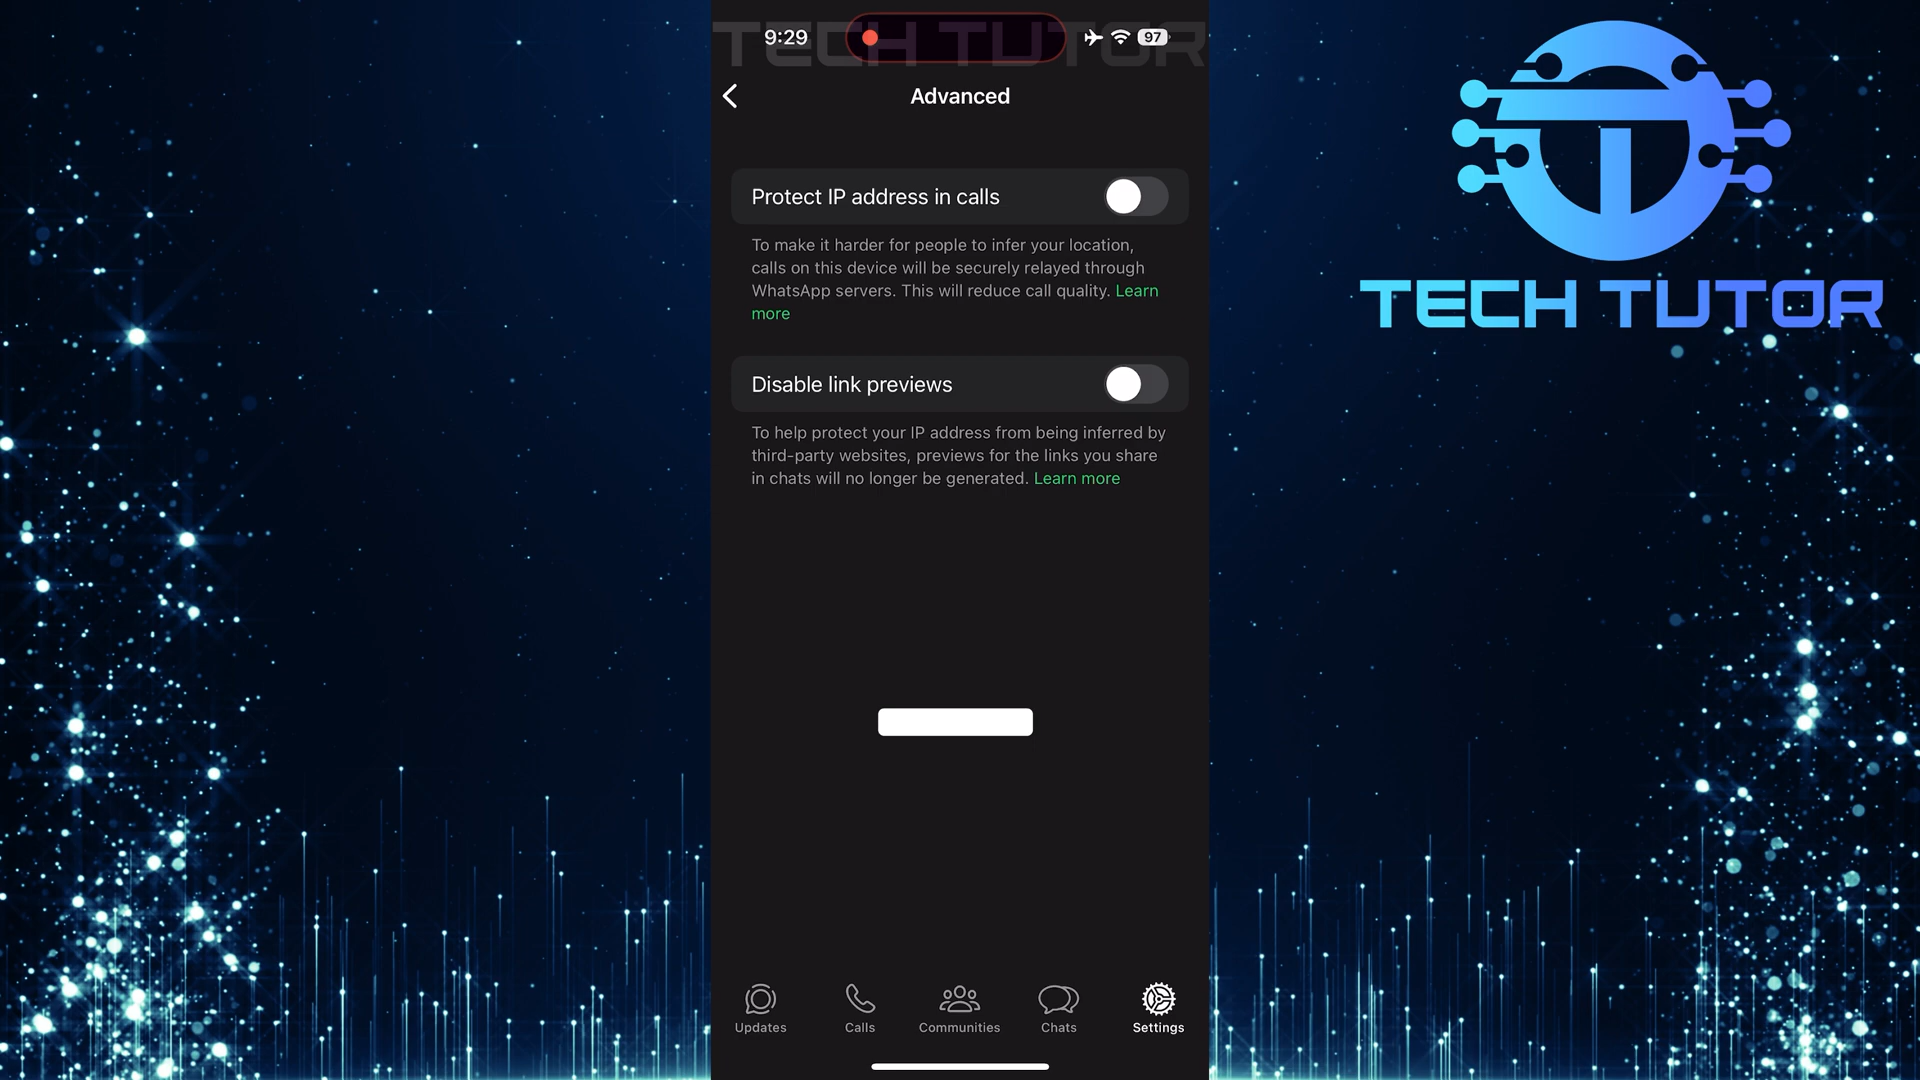 TECH TUTOR
9:29
97
Advanced
Protect IP address in calls
To make it harder for people to infer your location,
calls on this device will be securely relayed through
WhatsApp servers. This will reduce call quality. Learn
more
Disable link previews
To help protect your IP address from being inferred by
third-party websites, previews for the links you share
in chats will no longer be generated. Learn more
Updates
Calls
Communities
Chats
Settings
TECH TUTOR